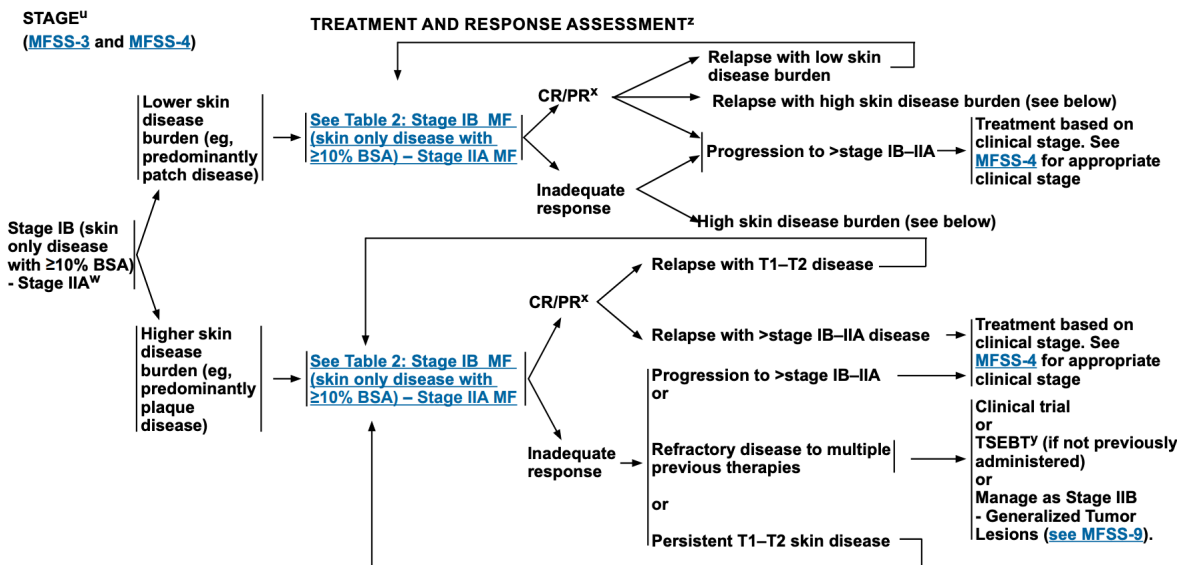 STAGEᵘ
(MFSS-3 and MFSS-4)
TREATMENT AND RESPONSE ASSESSMENTᶻ
Lower skin
disease
burden (eg,
predominantly
patch disease)
See Table 2: Stage IB MF
(skin only disease with
≥10% BSA) – Stage IIA MF
CR/PRˣ
Relapse with low skin
disease burden
Relapse with high skin disease burden (see below)
Progression to >stage IB–IIA
Treatment based on
clinical stage. See
MFSS-4 for appropriate
clinical stage
Inadequate
response
High skin disease burden (see below)
Stage IB (skin
only disease
with ≥10% BSA)
- Stage IIAʷ
Higher skin
disease
burden (eg,
predominantly
plaque
disease)
See Table 2: Stage IB MF
(skin only disease with
≥10% BSA) – Stage IIA MF
CR/PRˣ
Relapse with T1–T2 disease
Relapse with >stage IB–IIA disease
Treatment based on
clinical stage. See
MFSS-4 for appropriate
clinical stage
Inadequate
response
Progression to >stage IB–IIA
or
Refractory disease to multiple
previous therapies
or
Persistent T1–T2 skin disease
Clinical trial
or
TSEBTʸ (if not previously
administered)
or
Manage as Stage IIB
- Generalized Tumor
Lesions (see MFSS-9).